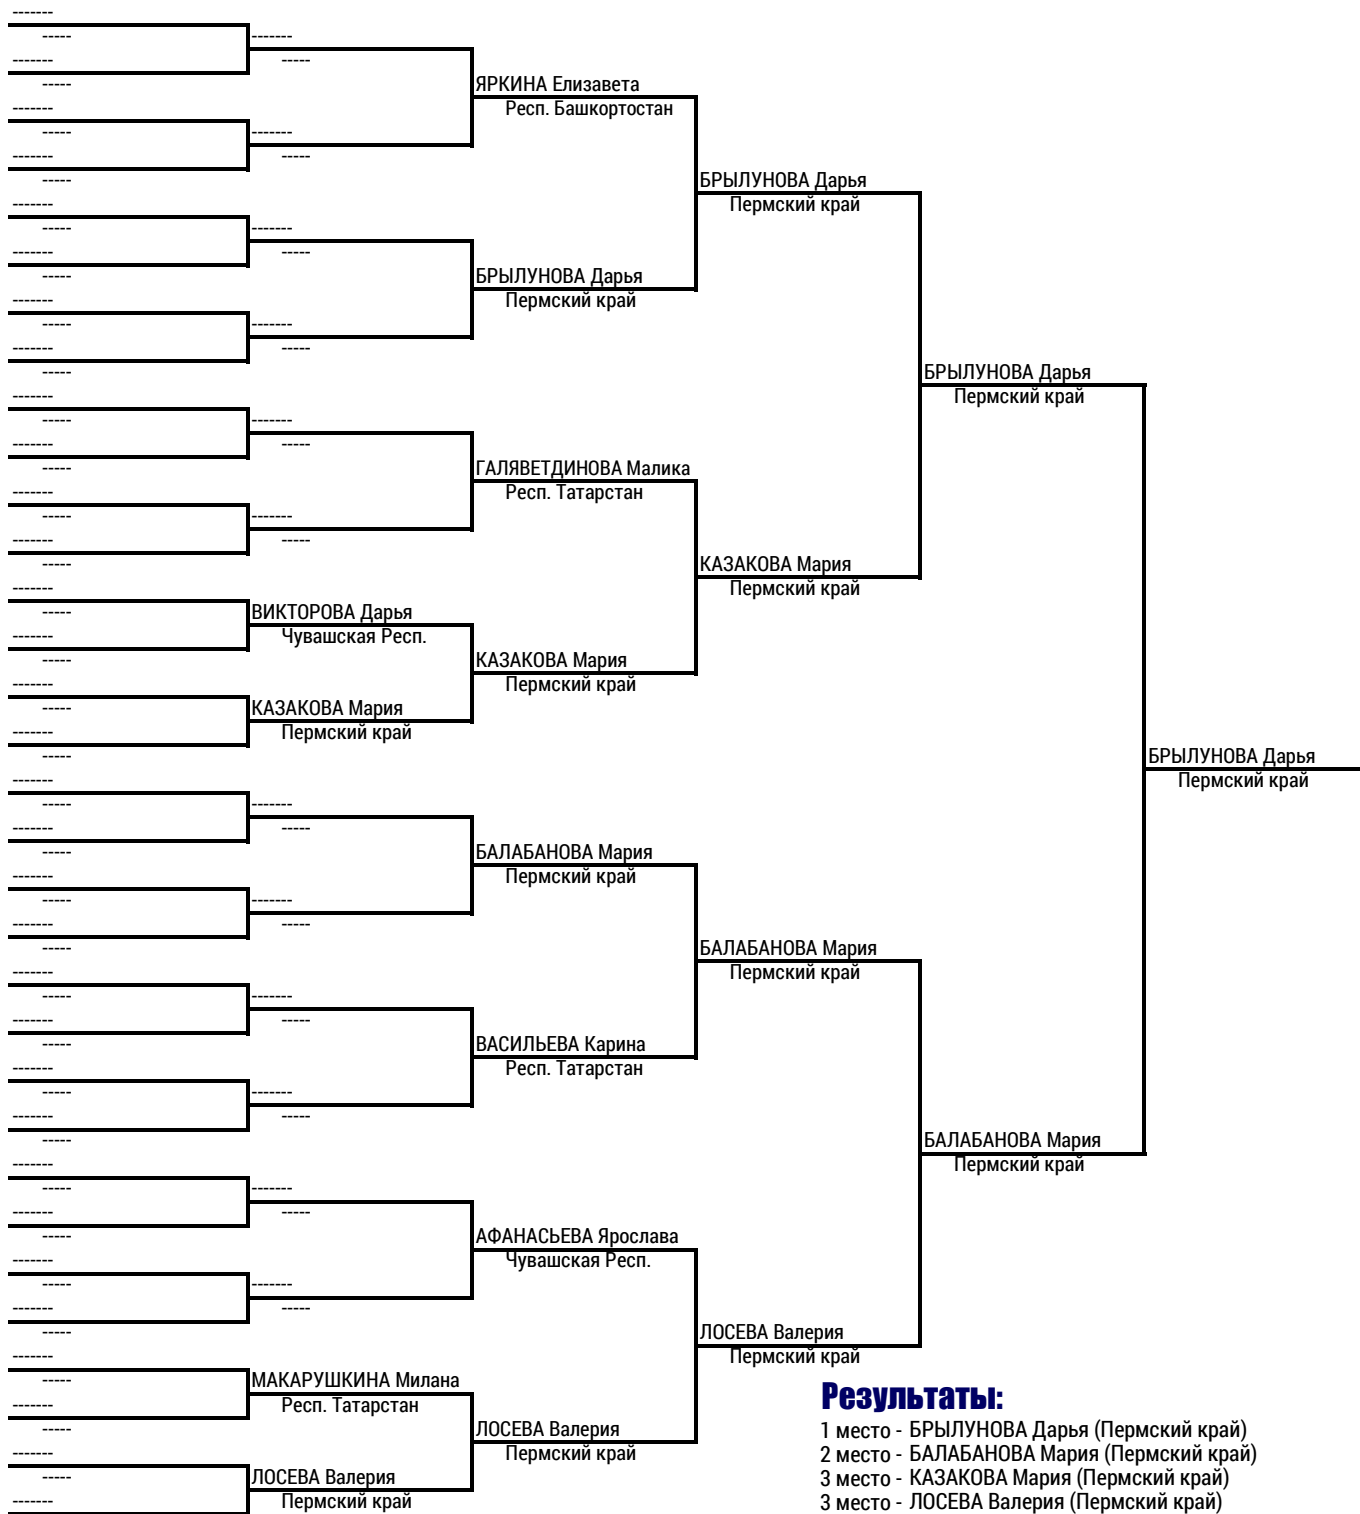 -------
-----
-------
-----
-------
-----
-------
-----
-------
-----
-------
-----
ЯРКИНА Елизавета
Респ. Башкортостан
-------
-----
-------
-----
-------
-----
-------
-----
-------
-----
-------
-----
БРЫЛУНОВА Дарья
Пермский край
БРЫЛУНОВА Дарья
Пермский край
-------
-----
-------
-----
-------
-----
-------
-----
-------
-----
-------
-----
ГАЛЯВЕТДИНОВА Малика
Респ. Татарстан
-------
-----
-------
-----
ВИКТОРОВА Дарья
Чувашская Респ.
-------
-----
-------
-----
КАЗАКОВА Мария
Пермский край
КАЗАКОВА Мария
Пермский край
КАЗАКОВА Мария
Пермский край
БРЫЛУНОВА Дарья
Пермский край
-------
-----
-------
-----
-------
-----
-------
-----
-------
-----
-------
-----
БАЛАБАНОВА Мария
Пермский край
-------
-----
-------
-----
-------
-----
-------
-----
-------
-----
-------
-----
ВАСИЛЬЕВА Карина
Респ. Татарстан
БАЛАБАНОВА Мария
Пермский край
-------
-----
-------
-----
-------
-----
-------
-----
-------
-----
-------
-----
АФАНАСЬЕВА Ярослава
Чувашская Респ.
-------
-----
-------
-----
МАКАРУШКИНА Милана
Респ. Татарстан
-------
-----
-------
ЛОСЕВА Валерия
Пермский край
ЛОСЕВА Валерия
Пермский край
ЛОСЕВА Валерия
Пермский край
БАЛАБАНОВА Мария
Пермский край
БРЫЛУНОВА Дарья
Пермский край
Результаты:
1 место - БРЫЛУНОВА Дарья (Пермский край)
2 место - БАЛАБАНОВА Мария (Пермский край)
3 место - КАЗАКОВА Мария (Пермский край)
3 место - ЛОСЕВА Валерия (Пермский край)